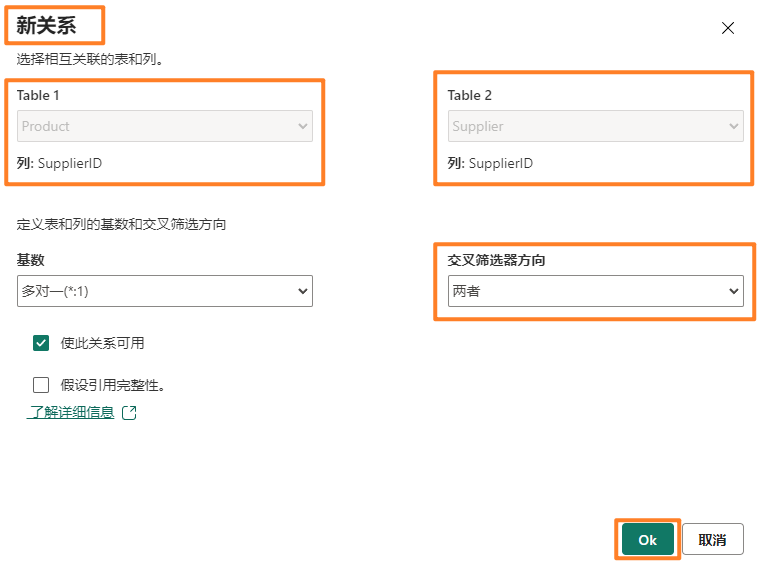 新关系
选择相互关联的表和列。
Table 1
Product
列: SupplierID
Table 2
Supplier
列: SupplierID
定义表和列的基数和交叉筛选方向
基数
多对一(*:1)
交叉筛选器方向
两者
使此关系可用
假设引用完整性。
了解详细信息
Ok
取消